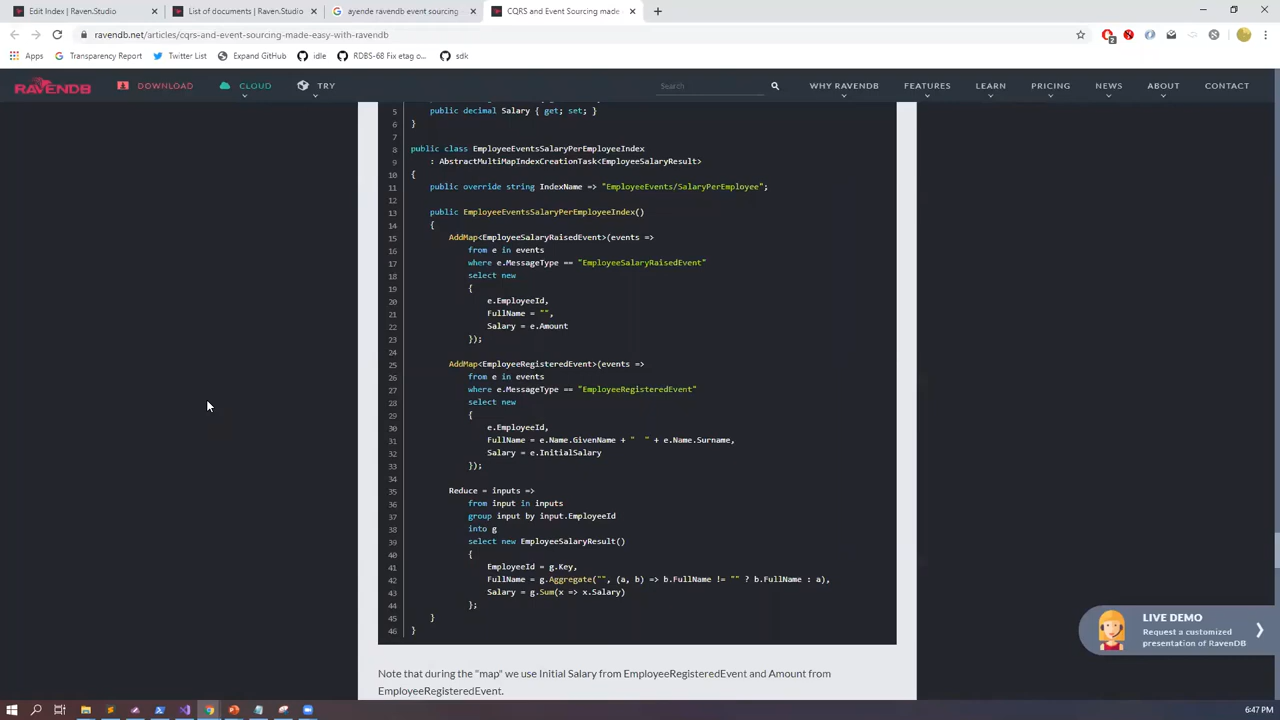 Edit Index | Raven.Studio
List of documents | Raven.Studio
ayende ravendb event sourcing
CQRS and Event Sourcing made
ravendb.net/articles/cqrs-and-event-sourcing-made-easy-with-ravendb
2
Apps Transparency Report Twitter List Expand GitHub idle RDBS-68 Fix etag o... sdk
RAVENDB DOWNLOAD CLOUD TRY Search WHY RAVENDB FEATURES LEARN PRICING NEWS ABOUT CONTACT
5 public decimal Salary { get; set; }
6 }
7
8 public class EmployeeEventsSalaryPerEmployeeIndex
9 : AbstractMultiMapIndexCreationTask<EmployeeSalaryResult>
10 {
11 public override string IndexName => "EmployeeEvents/SalaryPerEmployee";
12
13 public EmployeeEventsSalaryPerEmployeeIndex()
14 {
15 AddMap<EmployeeSalaryRaisedEvent>(events =>
16 from e in events
17 where e.MessageType == "EmployeeSalaryRaisedEvent"
18 select new
19 {
20 e.EmployeeId,
21 FullName = "",
22 Salary = e.Amount
23 });
24
25 AddMap<EmployeeRegisteredEvent>(events =>
26 from e in events
27 where e.MessageType == "EmployeeRegisteredEvent"
28 select new
29 {
30 e.EmployeeId,
31 FullName = e.Name.GivenName + "  " + e.Name.Surname,
32 Salary = e.InitialSalary
33 });
34
35 Reduce = inputs =>
36 from input in inputs
37 group input by input.EmployeeId
38 into g
39 select new EmployeeSalaryResult()
40 {
41 EmployeeId = g.Key,
42 FullName = g.Aggregate("", (a, b) => b.FullName != "" ? b.FullName : a),
43 Salary = g.Sum(x => x.Salary)
44 };
45 }
46 }
Note that during the "map" we use Initial Salary from EmployeeRegisteredEvent and Amount from
EmployeeRegisteredEvent.
LIVE DEMO
Request a customized
presentation of RavenDB
6:47 PM